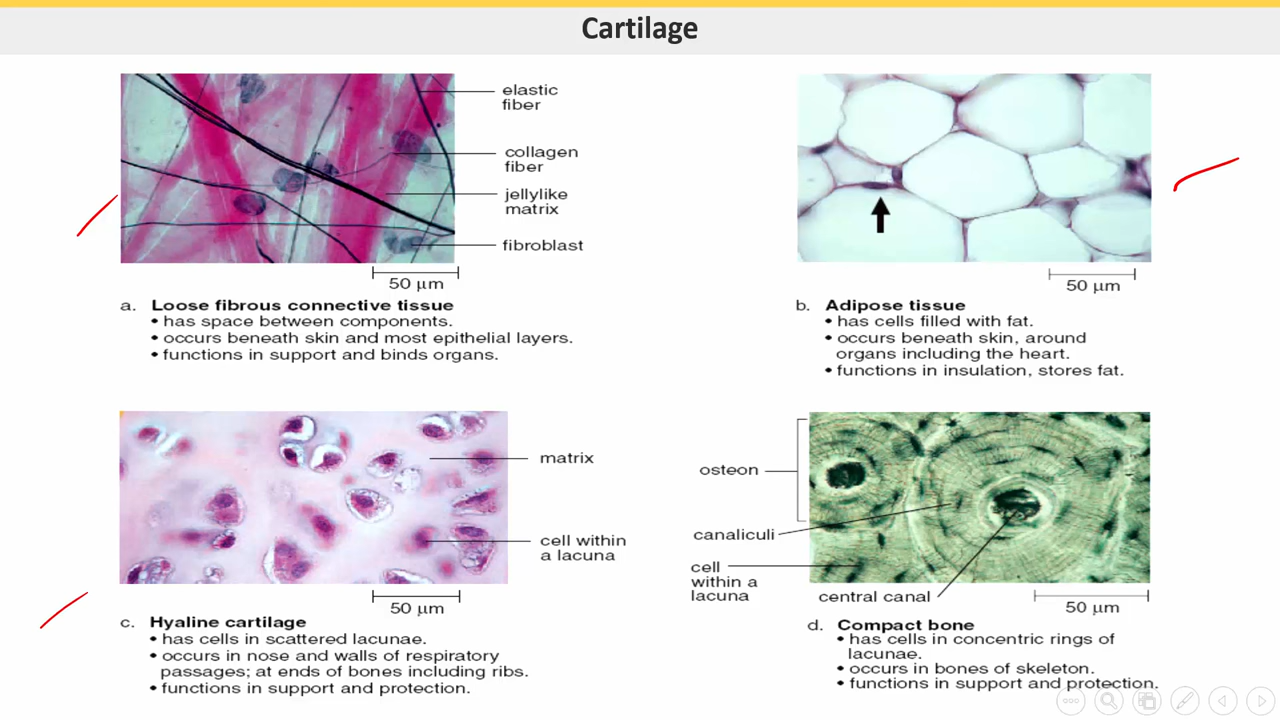 Cartilage
elastic
fiber
collagen
fiber
jellylike
matrix
fibroblast
50 µm
a. Loose fibrous connective tissue
• has space between components.
• occurs beneath skin and most epithelial layers.
• functions in support and binds organs.
50 µm
b. Adipose tissue
• has cells filled with fat.
• occurs beneath skin, around
organs including the heart.
• functions in insulation, stores fat.
matrix
cell within
a lacuna
50 µm
c. Hyaline cartilage
• has cells in scattered lacunae.
• occurs in nose and walls of respiratory
passages; at ends of bones including ribs.
• functions in support and protection.
osteon
canaliculi
cell
within a
lacuna
central canal
50 µm
d. Compact bone
• has cells in concentric rings of
lacunae.
• occurs in bones of skeleton.
• functions in support and protection.